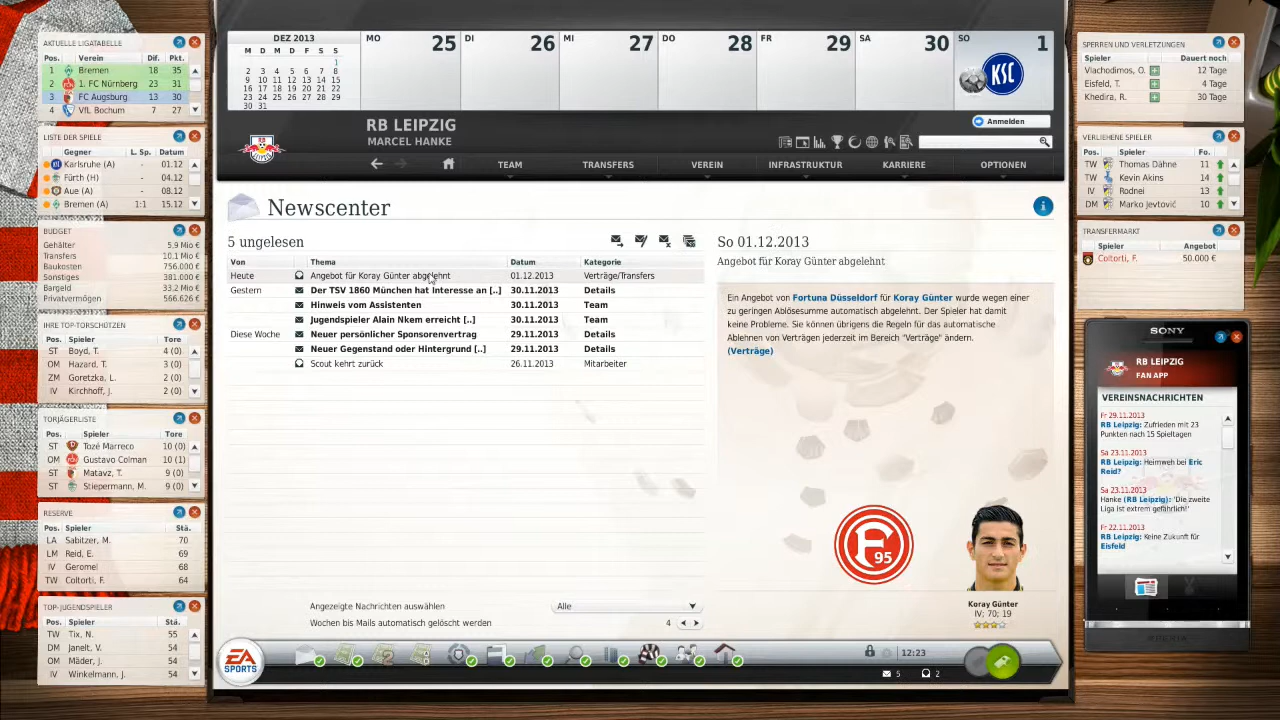 AKTUELLE LIGATABELLE
Pos. Verein Dif. Pkt.
1 Bremen 18 35
2 1. FC Nürnberg 23 31
3 FC Augsburg 13 30
4 VfL Bochum 7 27
LISTE DER SPIELE
Gegner L. Sp. Datum
Karlsruhe (A) - 01.12
Fürth (H) - 04.12
Aue (A) - 08.12
Bremen (A) 1:1 15.12
BUDGET
Gehälter 5.9 Mio €
Transfers 10.1 Mio €
Baukosten 756.000 €
Sonstiges 381.000 €
Bargeld 33.2 Mio €
Privatvermögen 566.626 €
IHRE TOP-TORSCHÜTZEN
Pos. Spieler Tore
ST Boyd, T. 4 (0)
OM Hazard, T. 3 (0)
ZM Goretzka, L. 2 (0)
IV Kirchhoff, J. 2 (0)
TORJÄGERLISTE
Pos. Spieler Tore
ST Tozé Marreco 10 (0)
OM Gustavo Colman 10 (1)
ST Matavz, T. 9 (0)
ST Stiepermann, M. 9 (0)
RESERVE
Pos. Spieler Stä.
LA Sabitzer, M. 70
LM Reid, E. 69
IV Geromel 68
TW Coltorti, F. 64
TOP-JUGENDSPIELER
Pos. Spieler Stä.
TW Tix, N. 55
DM Janelt, V. 54
OM Mäder, J. 54
IV Winkelmann, J. 54
DEZ 2013
M D M D F S S
1
2 3 4 5 6 7 8
9 10 11 12 13 14 15
16 17 18 19 20 21 22
23 24 25 26 27 28 29
30 31
MO 25 DI 26 MI 27 DO 28 FR 29 SA 30 SO 1
KSC
RB LEIPZIG
MARCEL HANKE
Anmelden
TEAM TRANSFERS VEREIN INFRASTRUKTUR KARRIERE OPTIONEN
Newscenter
5 ungelesen
Von Thema Datum Kategorie
Heute Angebot für Koray Günter abgelehnt 01.12.2013 Verträge/Transfers
Gestern Der TSV 1860 München hat Interesse an [..] 30.11.2013 Details
Hinweis vom Assistenten 30.11.2013 Team
Jugendspieler Alain Nkem erreicht [..] 30.11.2013 Team
Diese Woche Neuer persönlicher Sponsorenvertrag 29.11.2013 Details
Neuer Gegenstand oder Hintergrund [..] 29.11.2013 Details
Scout kehrt zurück 26.11.2013 Mitarbeiter
Angezeigte Nachrichten auswählen Alle
Wochen bis Mails automatisch gelöscht werden 4
So 01.12.2013
Angebot für Koray Günter abgelehnt
Ein Angebot von Fortuna Düsseldorf für Koray Günter wurde wegen einer
zu geringen Ablösesumme automatisch abgelehnt. Der Spieler hat damit
keine Probleme. Sie können übrigens die Regeln für das automatische
Ablehnen von Verträgen jederzeit im Bereich "Verträge" ändern.
(Verträge)
F 95
Koray Günter
IV; 70; 19
EA
SPORTS
12:23
5 2
SPERREN UND VERLETZUNGEN
Spieler Dauert noch
Vlachodimos, O. 12 Tage
Eisfeld, T. 4 Tage
Khedira, R. 30 Tage
VERLIEHENE SPIELER
Pos. Spieler Fo.
TW Thomas Dähne 11
TW Kevin Akins 14
IV Rodnei 13
DM Marko Jevtović 10
TRANSFERMARKT
Spieler Angebot
Coltorti, F. 50.000 €
SONY
RB LEIPZIG
FAN APP
VEREINSNACHRICHTEN
Fr 29.11.2013
RB Leipzig: Zufrieden mit 23
Punkten nach 15 Spieltagen
Sa 23.11.2013
RB Leipzig: Heimweh bei Eric
Reid?
Sa 23.11.2013
Hanke (RB Leipzig): 'Die zweite
Liga ist extrem gefährlich!'
Fr 22.11.2013
RB Leipzig: Keine Zukunft für
Eisfeld